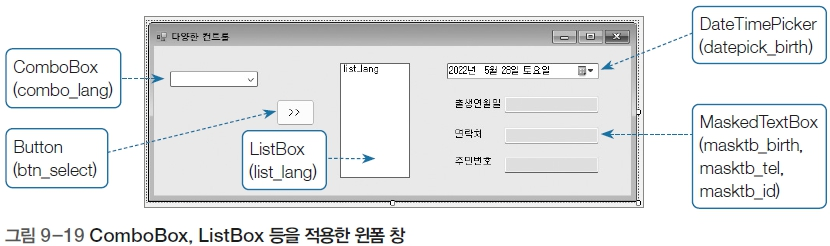 다양한 컨트롤
DateTimePicker
(datepick_birth)
ComboBox
(combo_lang)
list_lang
2022년 5월 28일 토요일
출생연월일
>>
Button
(btn_select)
ListBox
(list_lang)
연락처
주민번호
MaskedTextBox
(masktb_birth,
masktb_tel,
masktb_id)
그림 9-19 ComboBox, ListBox 등을 적용한 윈폼 창